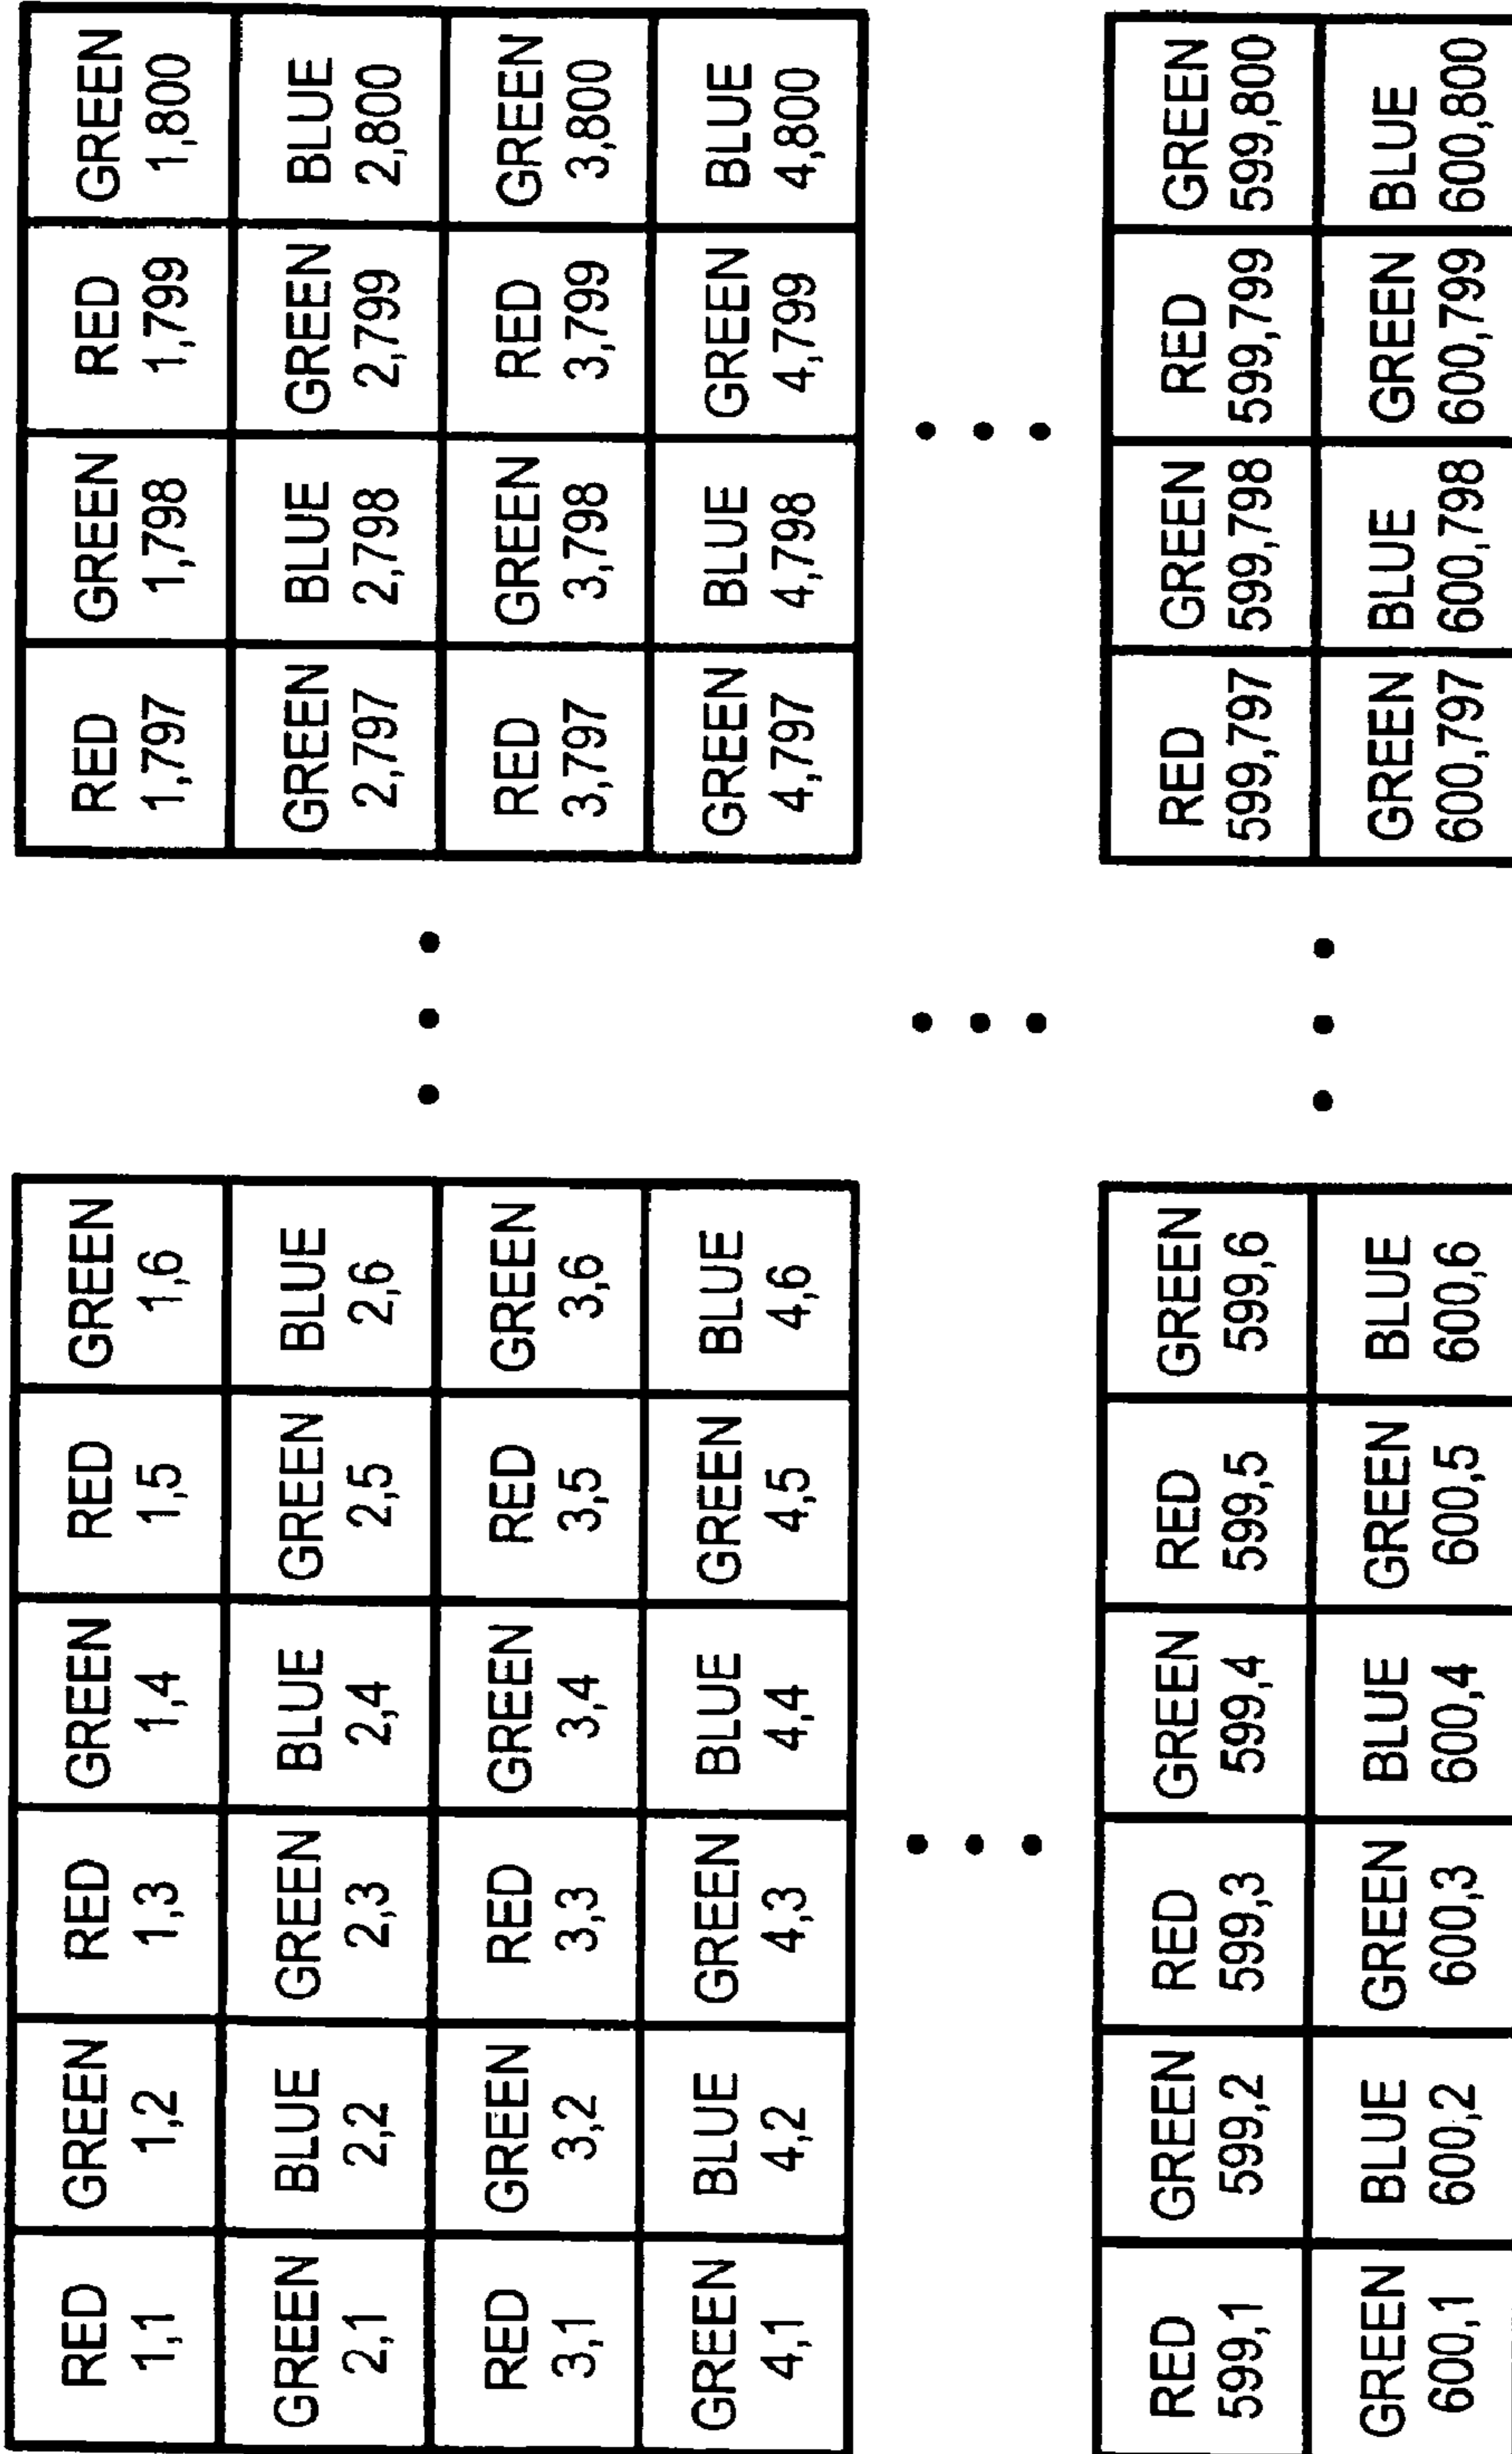 RED GREEN RED GREEN RED GREEN RED GREEN RED GREEN
1,1 1,2 1,3 1,4 1,5 1,6 1,797 1,798 1,799 1,800
GREEN BLUE GREEN BLUE GREEN BLUE GREEN BLUE GREEN BLUE
2,1 2,2 2,3 2,4 2,5 2,6 2,797 2,798 2,799 2,800
RED GREEN RED GREEN RED GREEN RED GREEN RED GREEN
3,1 3,2 3,3 3,4 3,5 3,6 3,797 3,798 3,799 3,800
GREEN BLUE GREEN BLUE GREEN BLUE GREEN BLUE GREEN BLUE
4,1 4,2 4,3 4,4 4,5 4,6 4,797 4,798 4,799 4,800
RED GREEN RED GREEN RED GREEN RED GREEN RED GREEN
599,1 599,2 599,3 599,4 599,5 599,6 599,797 599,798 599,799 599,800
GREEN BLUE GREEN BLUE GREEN BLUE GREEN BLUE GREEN BLUE
600,1 600,2 600,3 600,4 600,5 600,6 600,797 600,798 600,799 600,800